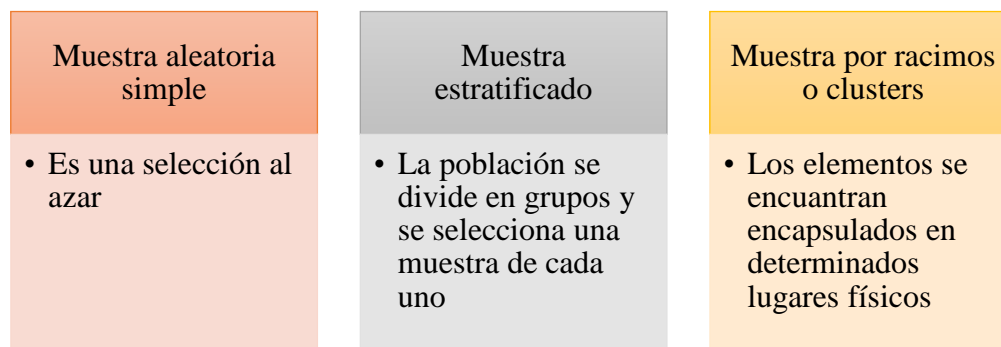 Muestra aleatoria
simple
• Es una selección al
azar
Muestra
estratificado
• La población se
divide en grupos y
se selecciona una
muestra de cada
uno
Muestra por racimos
o clusters
• Los elementos se
encuantran
encapsulados en
determinados
lugares físicos